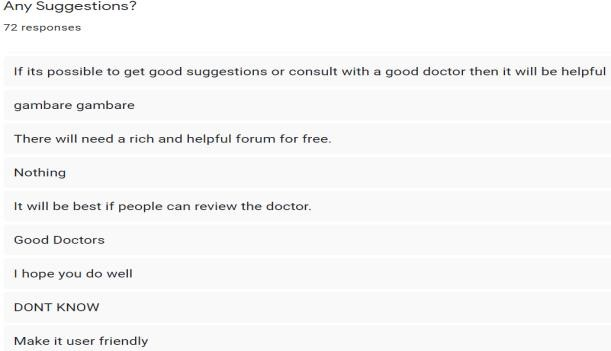 Any Suggestions?
72 responses
If its possible to get good suggestions or consult with a good doctor then it will be helpful
gambare gambare
There will need a rich and helpful forum for free.
Nothing
It will be best if people can review the doctor.
Good Doctors
I hope you do well
DONT KNOW
Make it user friendly